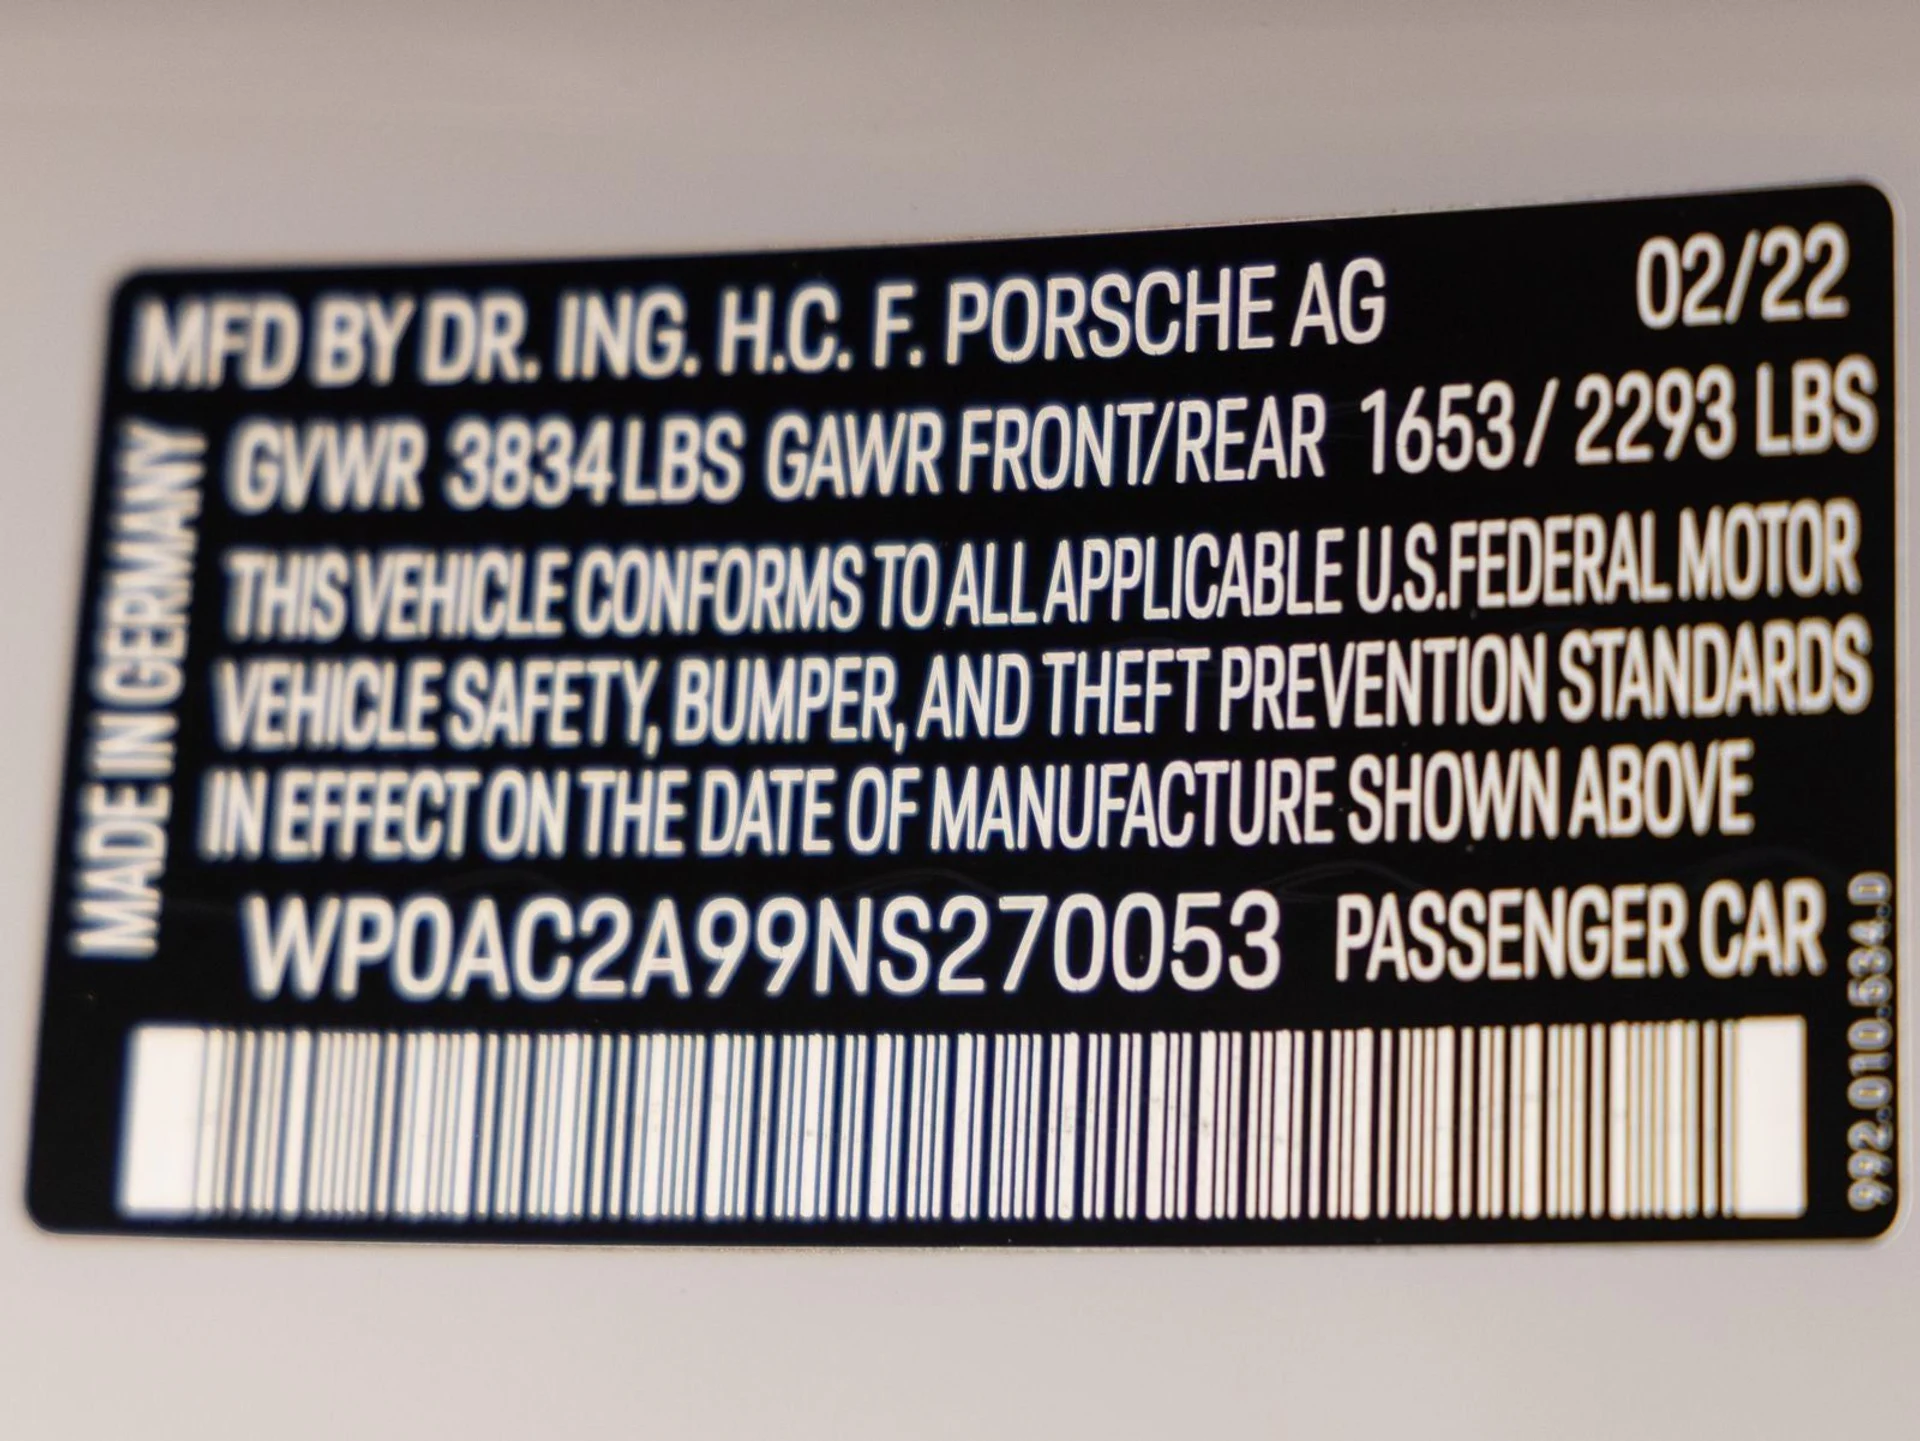 MFD BY DR. ING. H.C. F. PORSCHE AG 02/22
GVWR 3834 LBS GAWR FRONT/REAR 1653 / 2293 LBS
THIS VEHICLE CONFORMS TO ALL APPLICABLE U.S.FEDERAL MOTOR
VEHICLE SAFETY, BUMPER, AND THEFT PREVENTION STANDARDS
IN EFFECT ON THE DATE OF MANUFACTURE SHOWN ABOVE
WP0AC2A99NS270053 PASSENGER CAR
MADE IN GERMANY
992.010.534.D